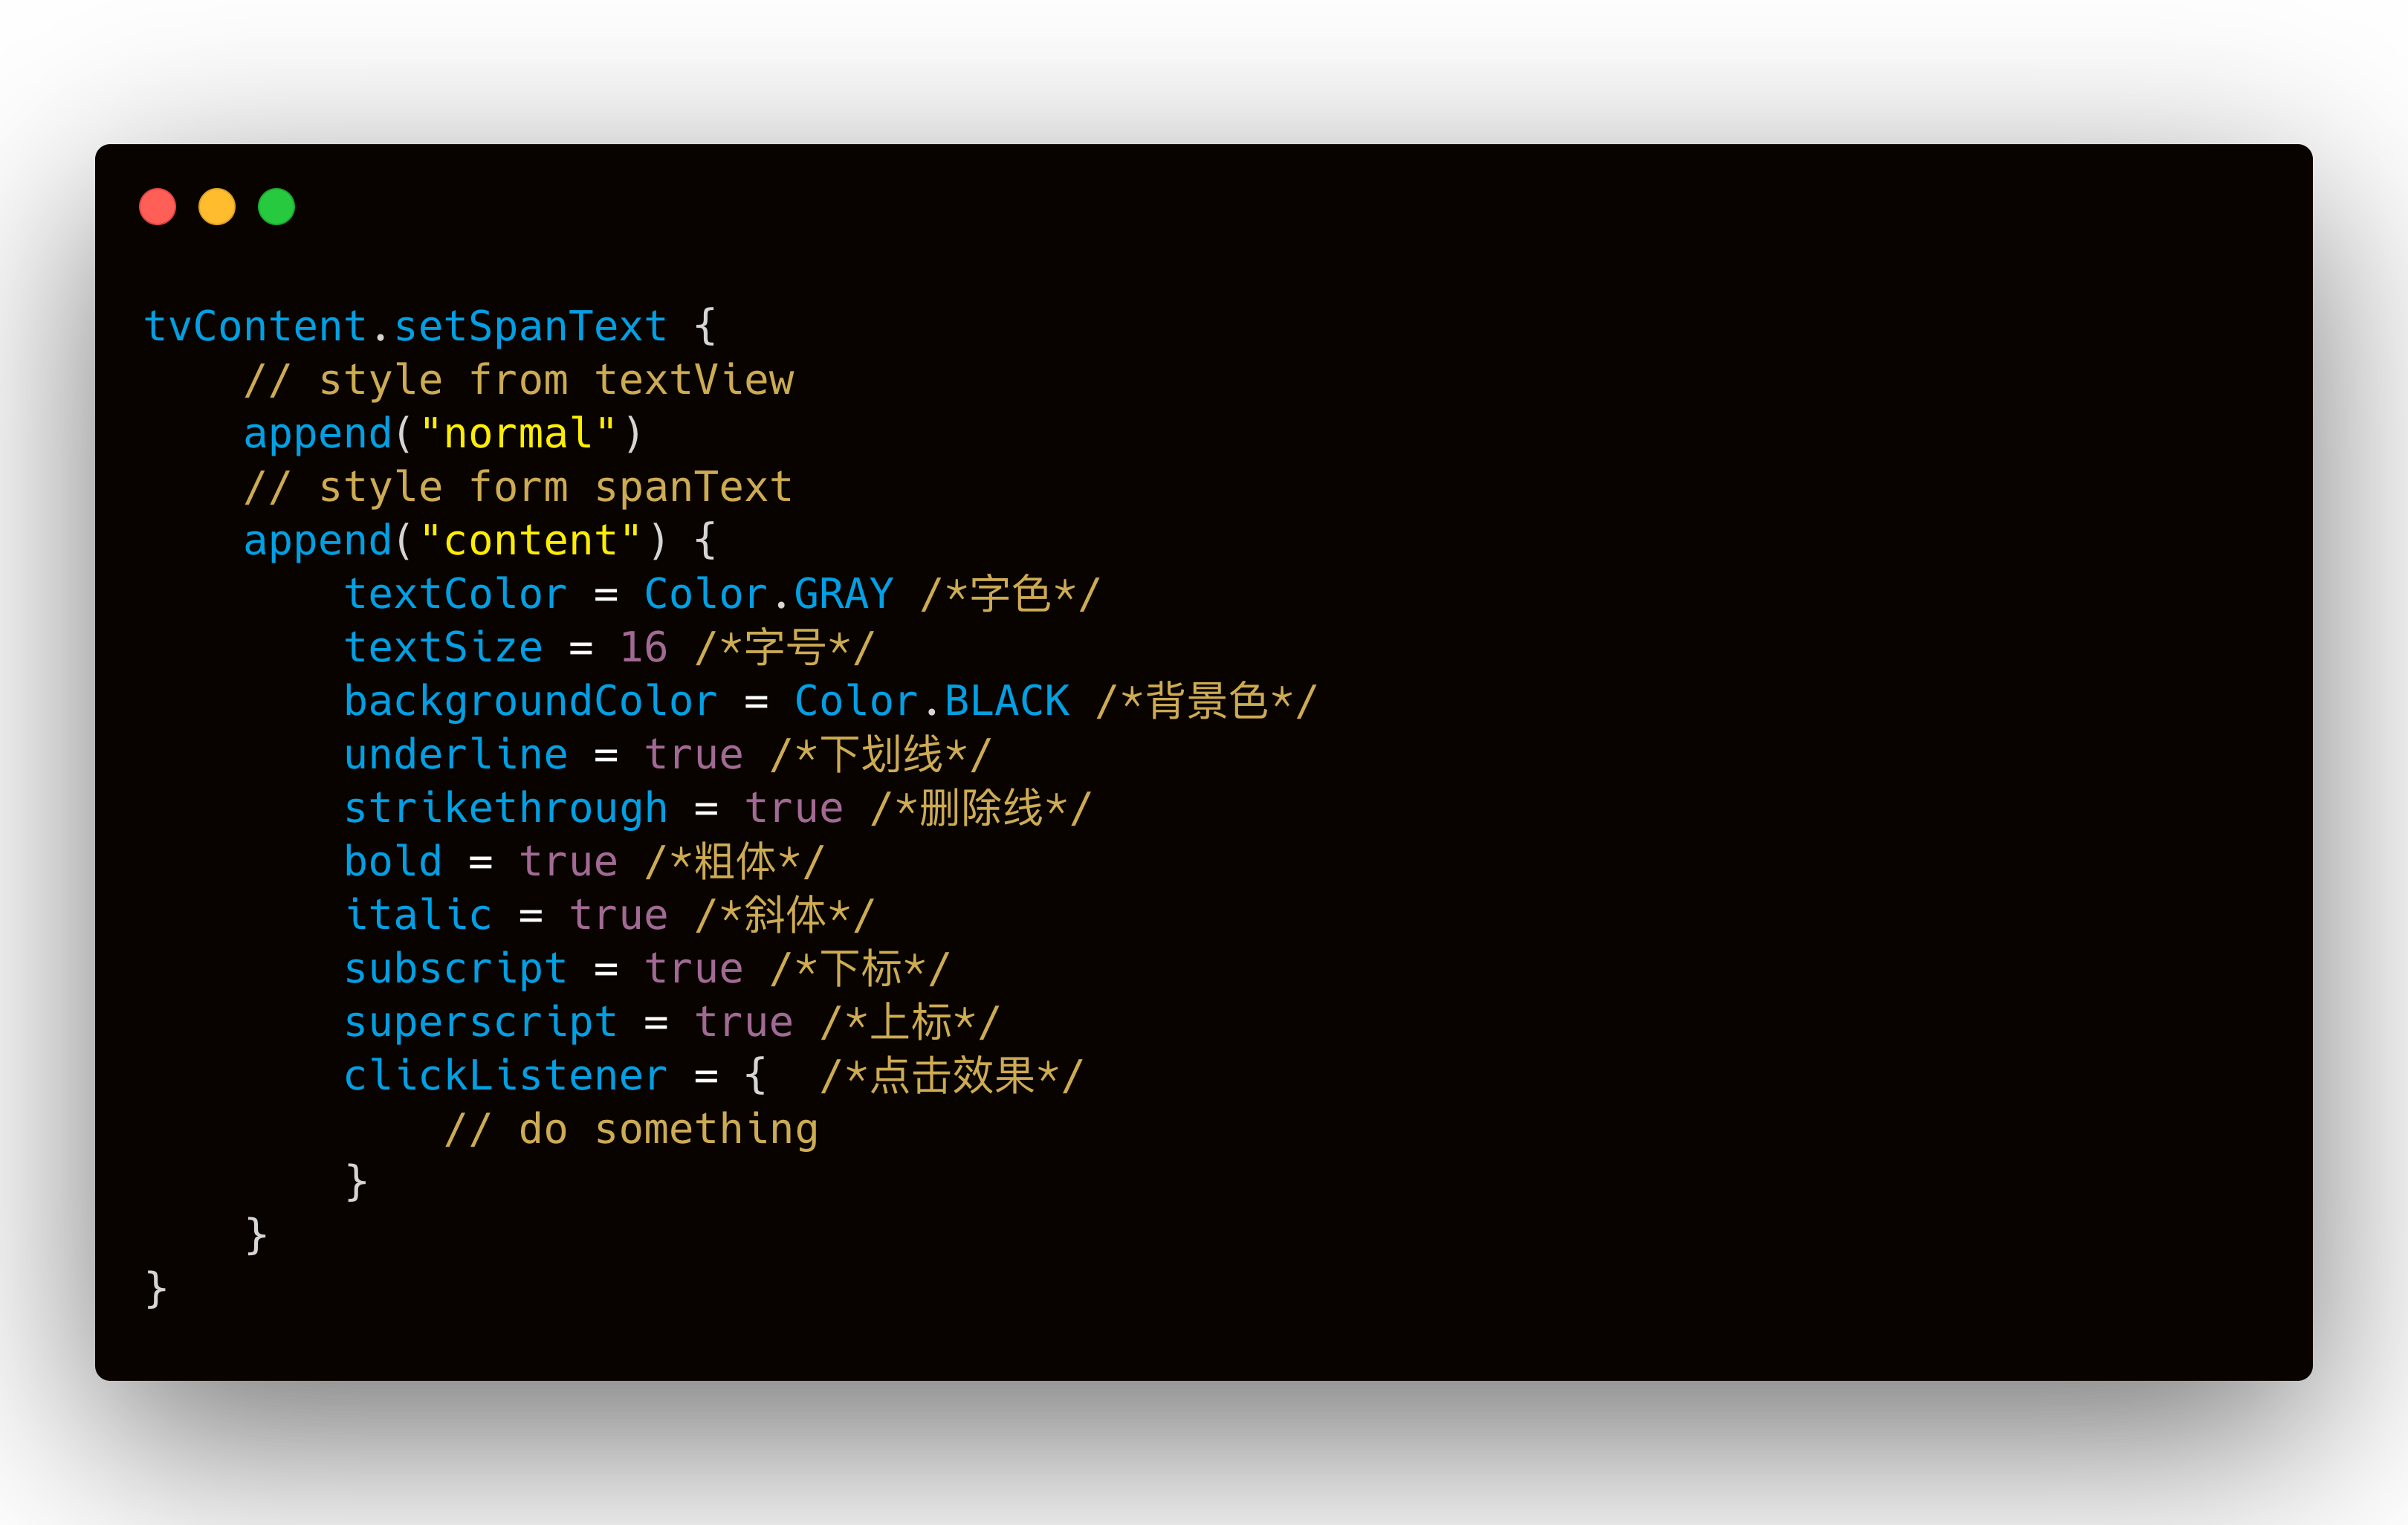 tvContent.setSpanText {
    // style from textView
    append("normal")
    // style form spanText
    append("content") {
        textColor = Color.GRAY /*字色*/
        textSize = 16 /*字号*/
        backgroundColor = Color.BLACK /*背景色*/
        underline = true /*下划线*/
        strikethrough = true /*删除线*/
        bold = true /*粗体*/
        italic = true /*斜体*/
        subscript = true /*下标*/
        superscript = true /*上标*/
        clickListener = {  /*点击效果*/
            // do something
        }
    }
}